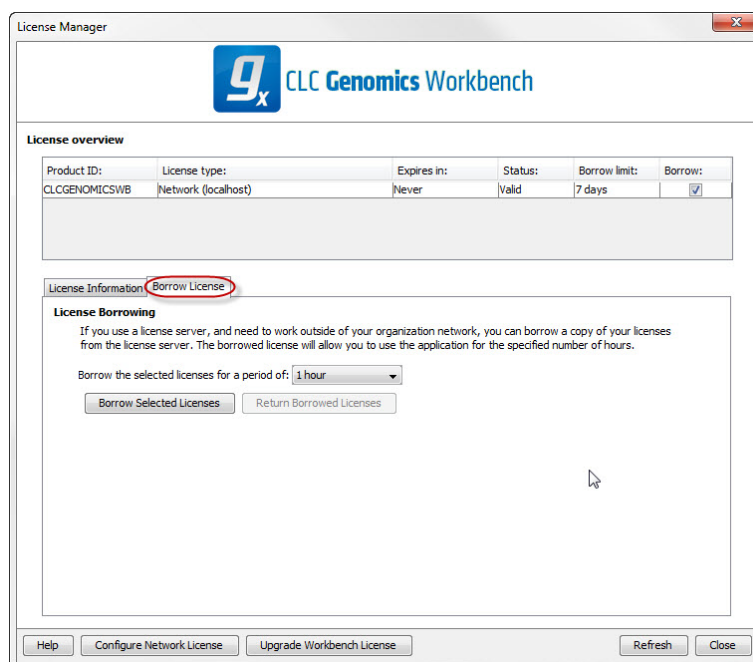 License Manager
gx CLC Genomics Workbench
License overview
Product ID: License type: Expires in: Status: Borrow limit: Borrow:
CLCGENOMICSWB Network (localhost) Never Valid 7 days
License Information Borrow License
License Borrowing
If you use a license server, and need to work outside of your organization network, you can borrow a copy of your licenses
from the license server. The borrowed license will allow you to use the application for the specified number of hours.
Borrow the selected licenses for a period of: 1 hour
Borrow Selected Licenses Return Borrowed Licenses
Help Configure Network License Upgrade Workbench License Refresh Close